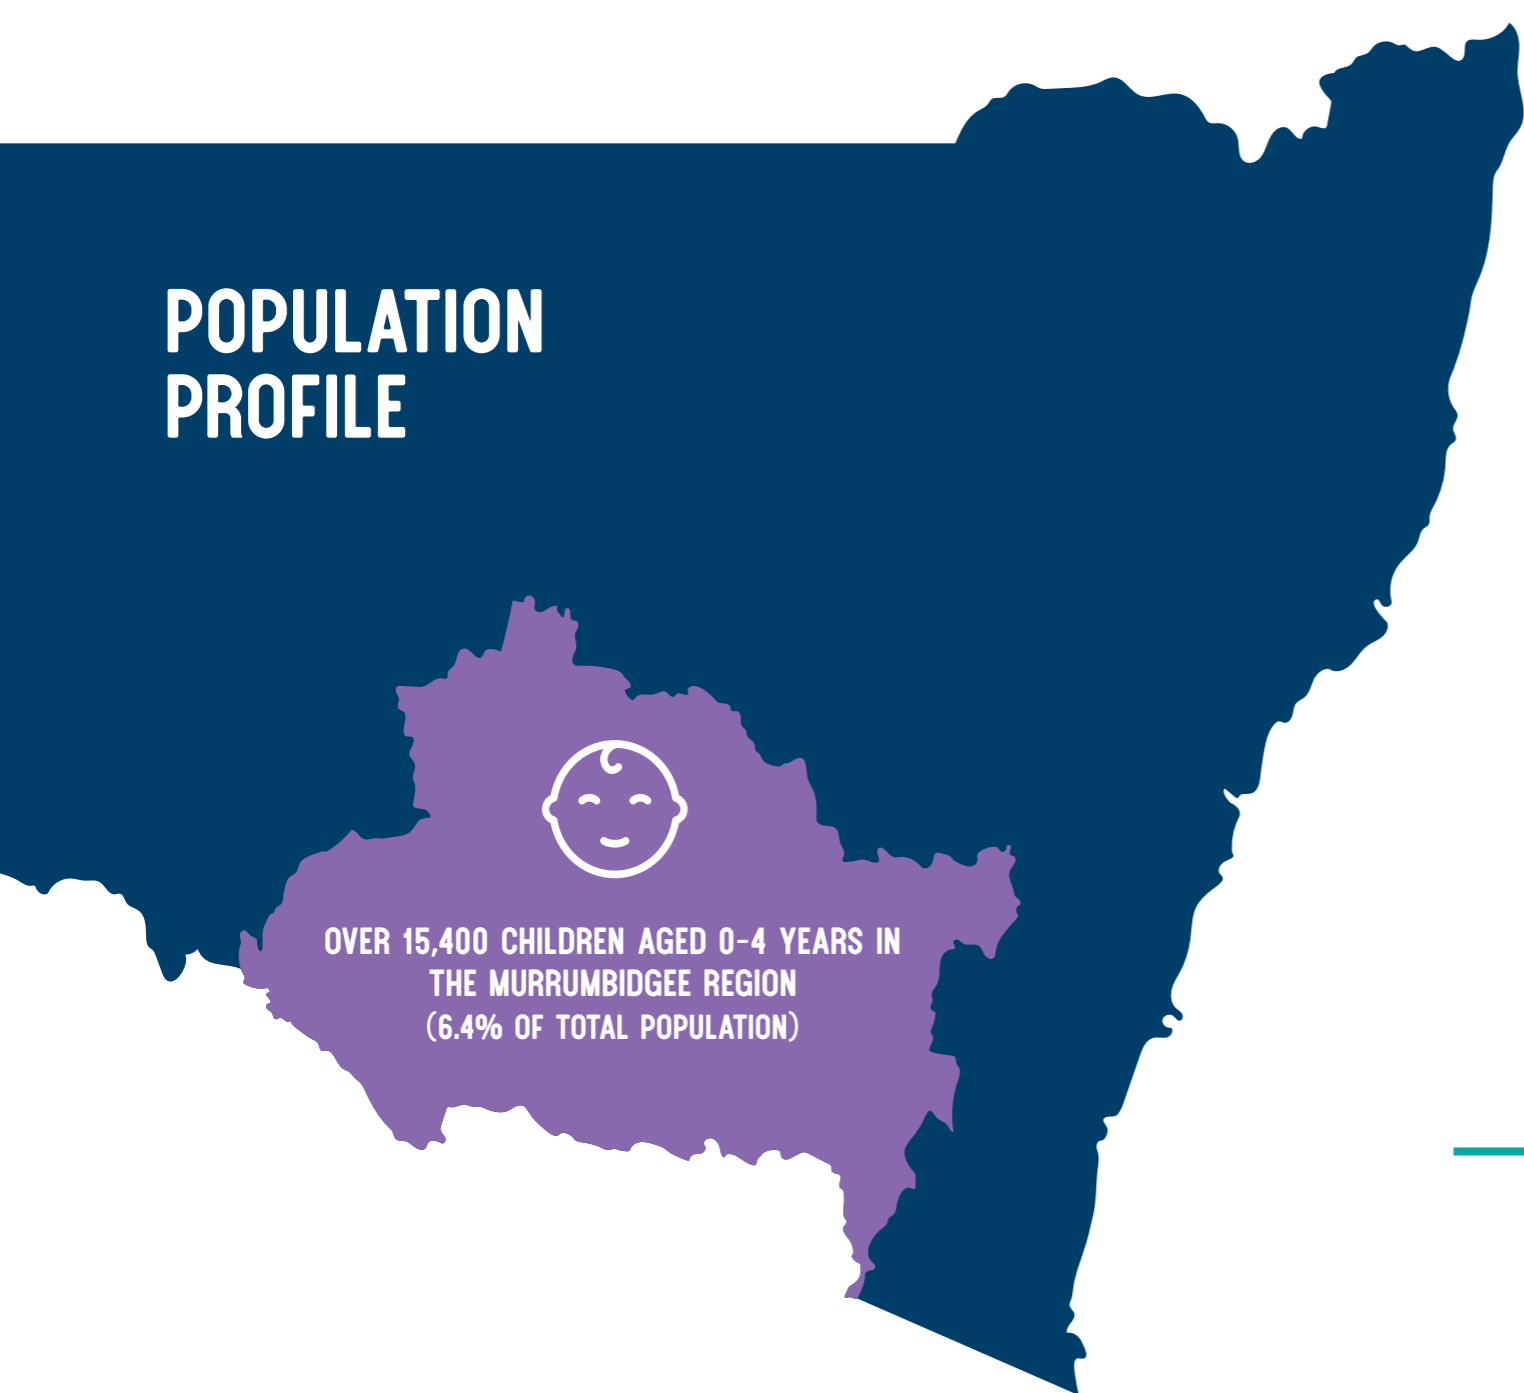 POPULATION
PROFILE
OVER 15,400 CHILDREN AGED 0-4 YEARS IN
THE MURRUMBIDGEE REGION
(6.4% OF TOTAL POPULATION)